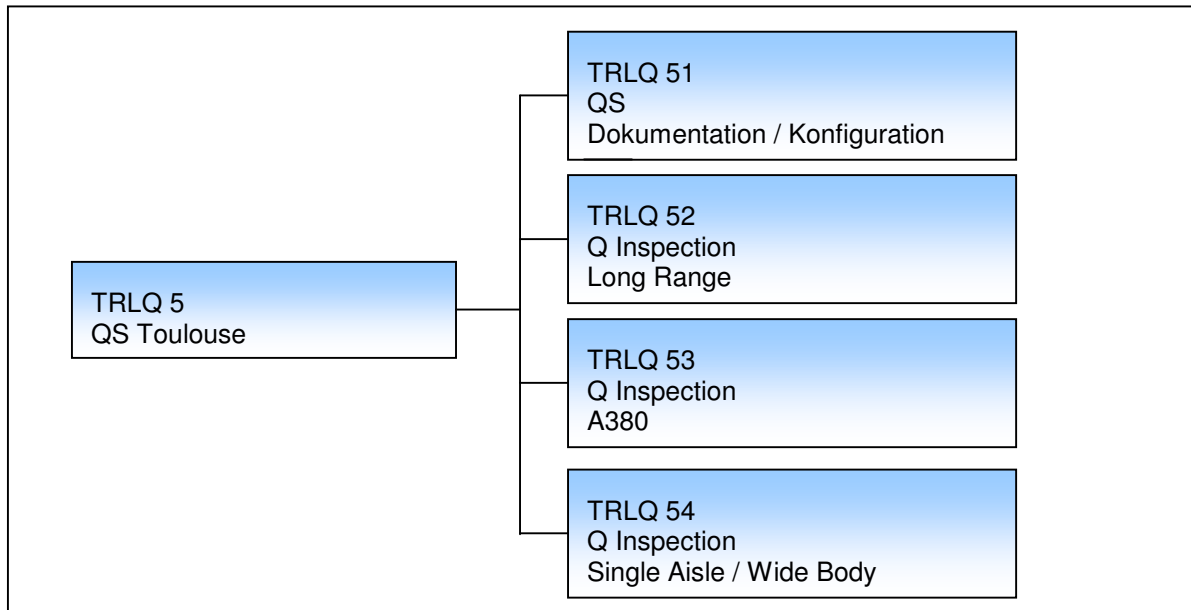 TRLQ 51
QS
Dokumentation / Konfiguration
TRLQ 52
Q Inspection
Long Range
TRLQ 5
QS Toulouse
TRLQ 53
Q Inspection
A380
TRLQ 54
Q Inspection
Single Aisle / Wide Body